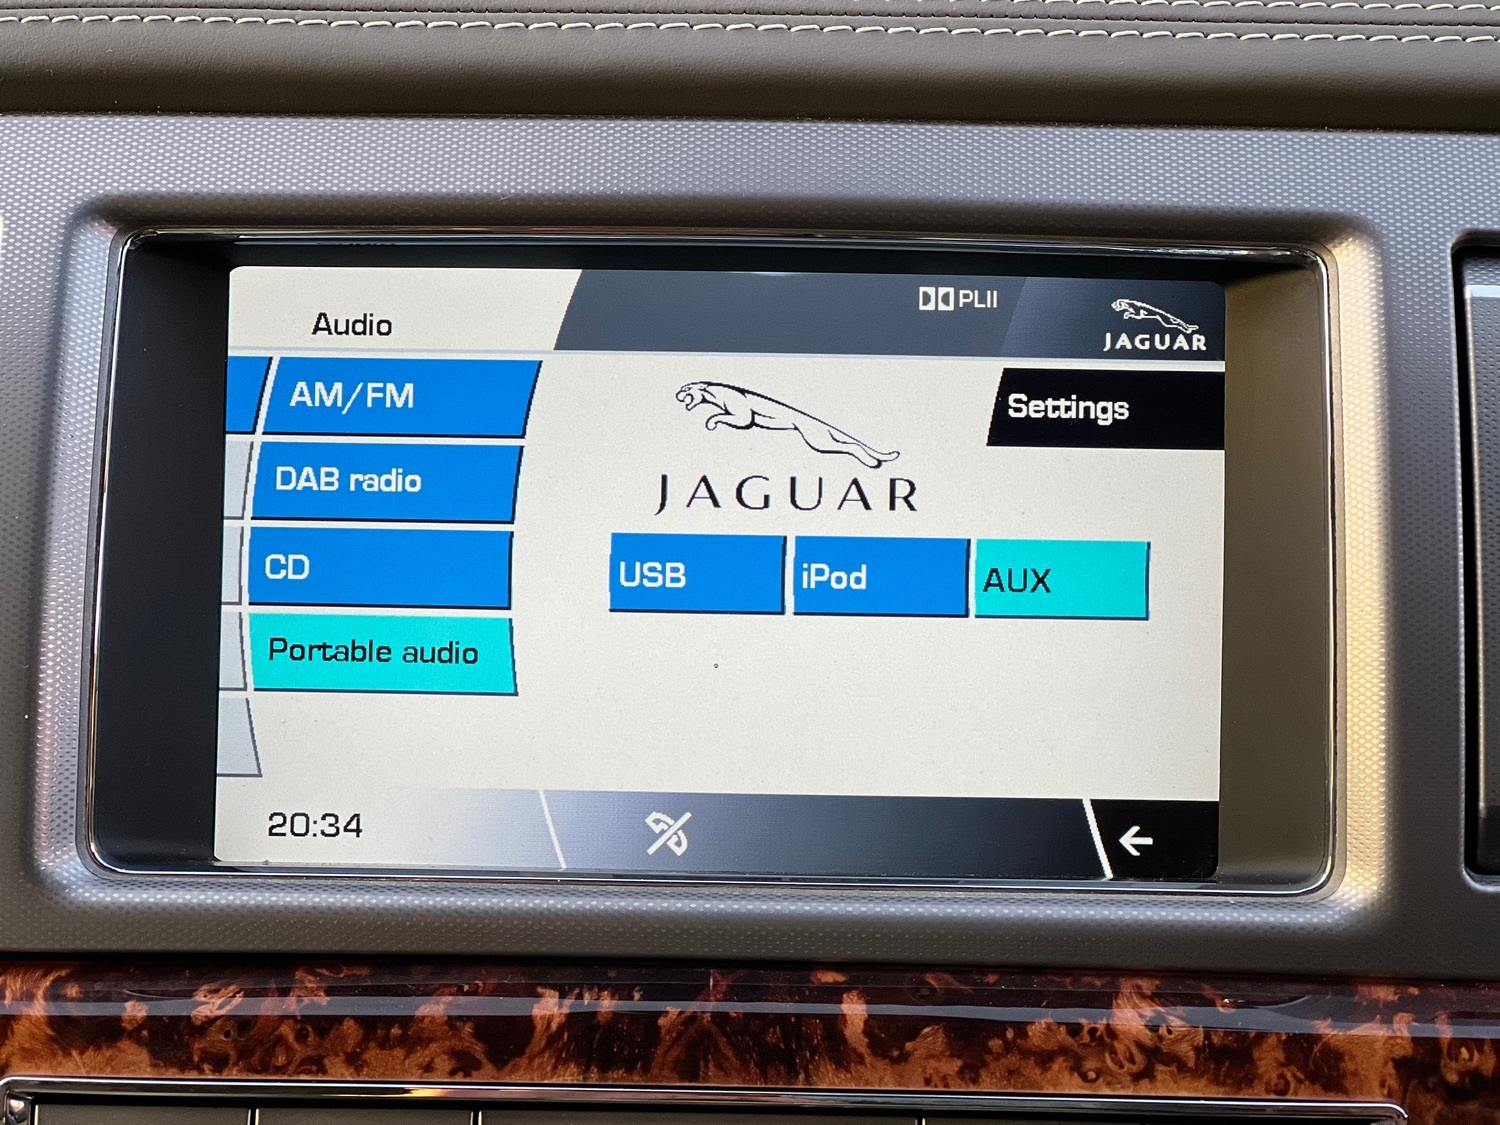 Audio
PLII
JAGUAR
AM/FM
Settings
DAB radio
JAGUAR
CD
USB
iPod
AUX
Portable audio
20:34